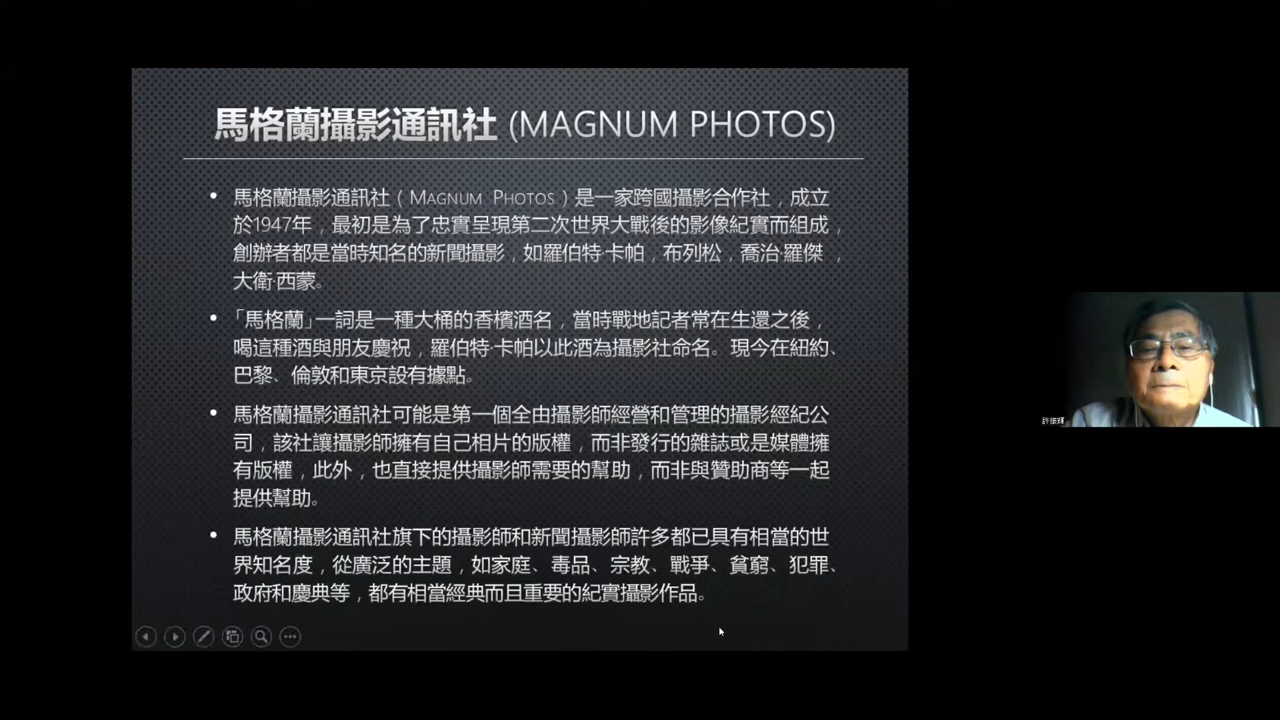 馬格蘭攝影通訊社 (MAGNUM PHOTOS)
• 馬格蘭攝影通訊社（MAGNUM PHOTOS）是一家跨國攝影合作社，成立
於1947年，最初是為了忠實呈現第二次世界大戰後的影像紀實而組成，
創辦者都是當時知名的新聞攝影，如羅伯特·卡帕，布列松，喬治·羅傑，
大衛·西蒙。
• 「馬格蘭」一詞是一種大桶的香檳酒名，當時戰地記者常在生還之後，
喝這種酒與朋友慶祝，羅伯特·卡帕以此酒為攝影社命名。現今在紐約、
巴黎、倫敦和東京設有據點。
• 馬格蘭攝影通訊社可能是第一個全由攝影師經營和管理的攝影經紀公
司，該社讓攝影師擁有自己相片的版權，而非發行的雜誌或是媒體擁
有版權，此外，也直接提供攝影師需要的幫助，而非與贊助商等一起
提供幫助。
• 馬格蘭攝影通訊社旗下的攝影師和新聞攝影師許多都已具有相當的世
界知名度，從廣泛的主題，如家庭、毒品、宗教、戰爭、貧窮、犯罪、
政府和慶典等，都有相當經典而且重要的紀實攝影作品。